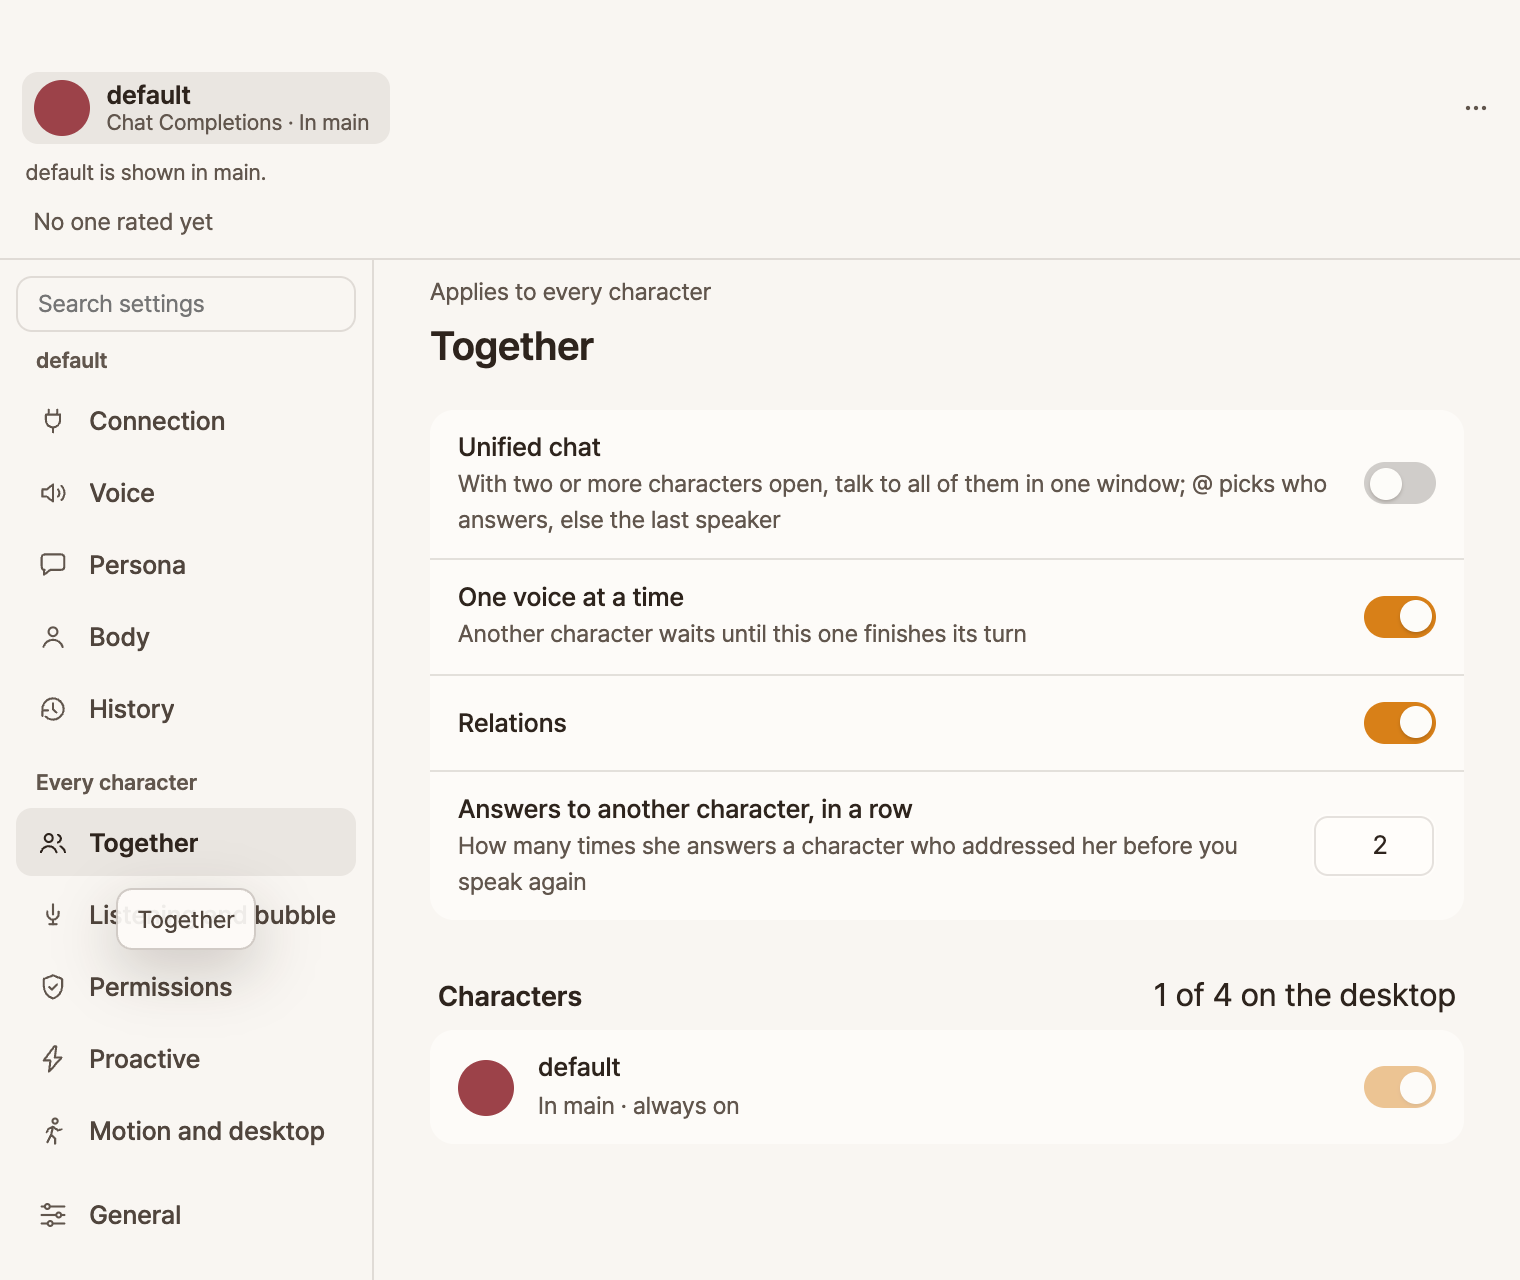 default
Chat Completions · In main
default is shown in main.
No one rated yet
Search settings
default
Connection
Voice
Persona
Body
History
Every character
Together
Listening and bubble
Together
Permissions
Proactive
Motion and desktop
General
Applies to every character
Together
Unified chat
With two or more characters open, talk to all of them in one window; @ picks who
answers, else the last speaker
One voice at a time
Another character waits until this one finishes its turn
Relations
Answers to another character, in a row
How many times she answers a character who addressed her before you
speak again
2
Characters
1 of 4 on the desktop
default
In main · always on